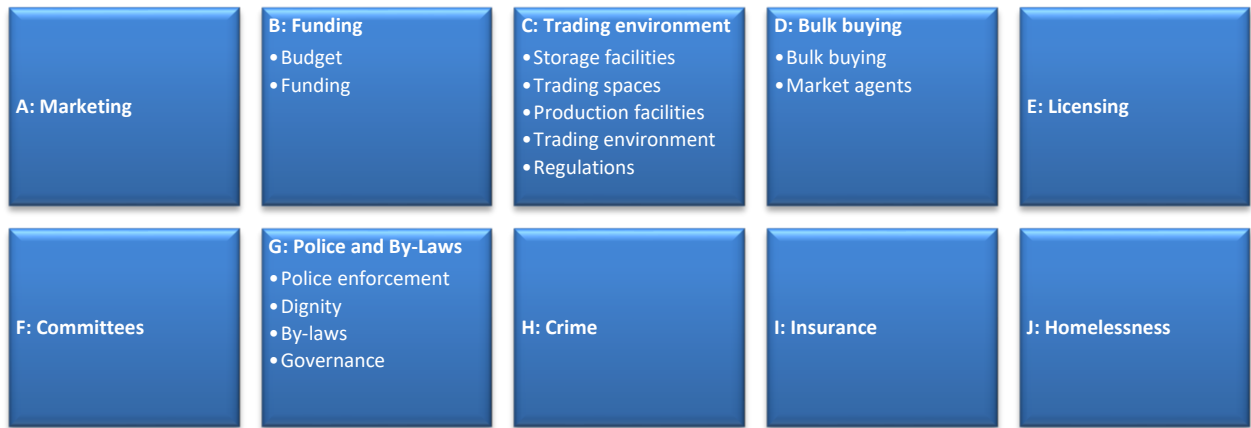 A: Marketing
B: Funding
•Budget
•Funding
C: Trading environment
•Storage facilities
•Trading spaces
•Production facilities
•Trading environment
•Regulations
D: Bulk buying
•Bulk buying
•Market agents
E: Licensing
F: Committees
G: Police and By-Laws
•Police enforcement
•Dignity
•By-laws
•Governance
H: Crime
I: Insurance
J: Homelessness